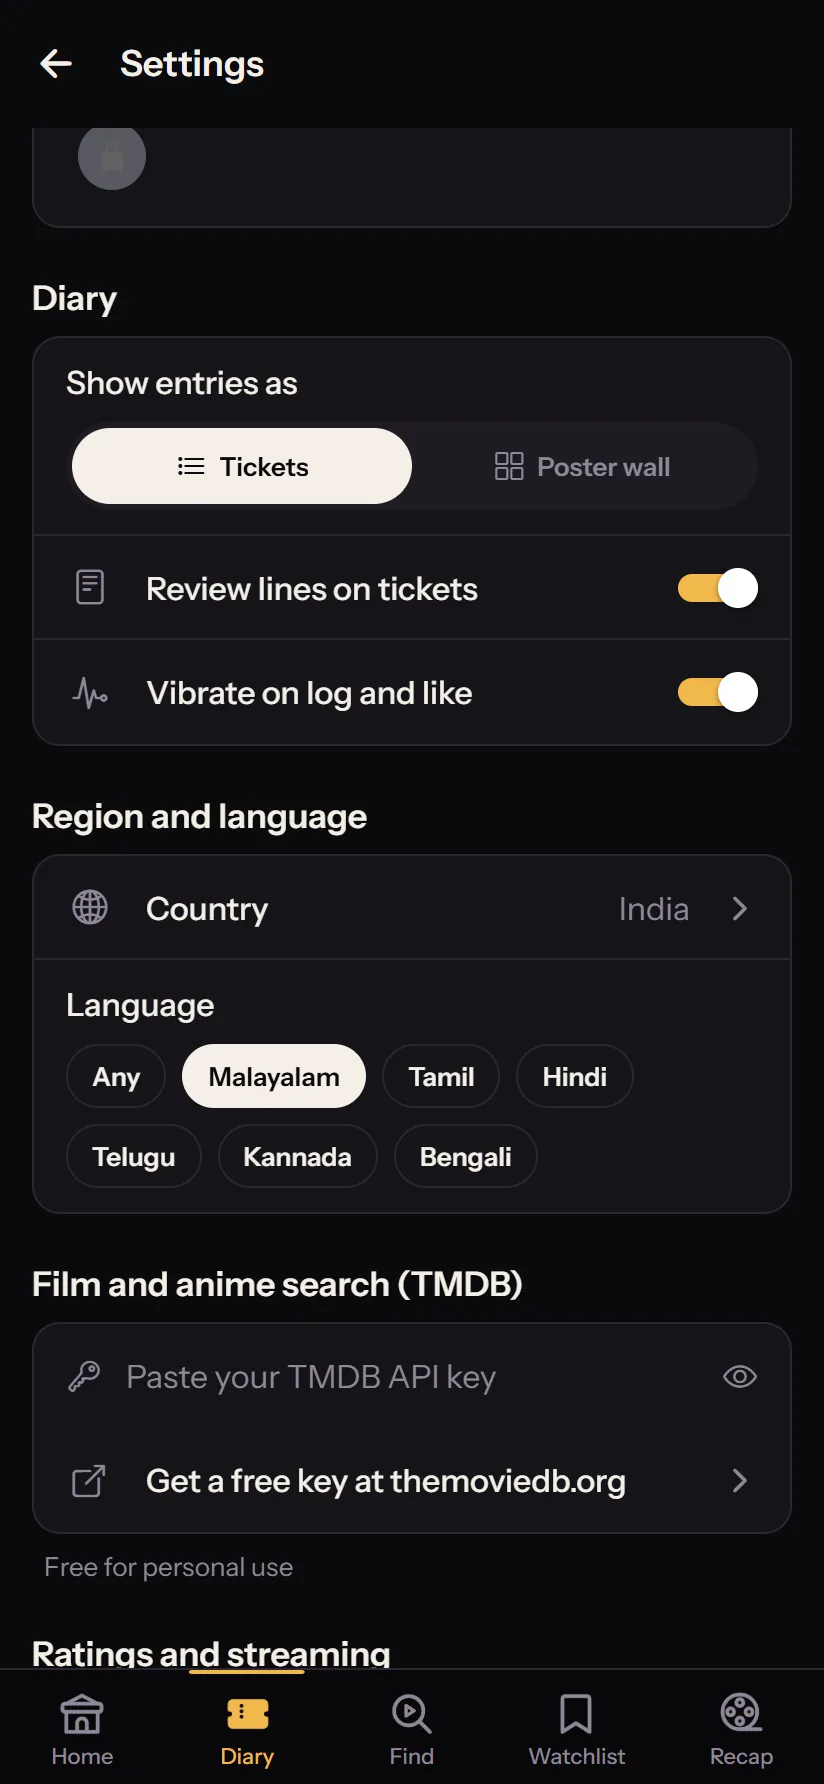 Settings
Diary
Show entries as
Tickets
Poster wall
Review lines on tickets
Vibrate on log and like
Region and language
Country
India
Language
Any
Malayalam
Tamil
Hindi
Telugu
Kannada
Bengali
Film and anime search (TMDB)
Paste your TMDB API key
Get a free key at themoviedb.org
Free for personal use
Ratings and streaming
Home
Diary
Find
Watchlist
Recap